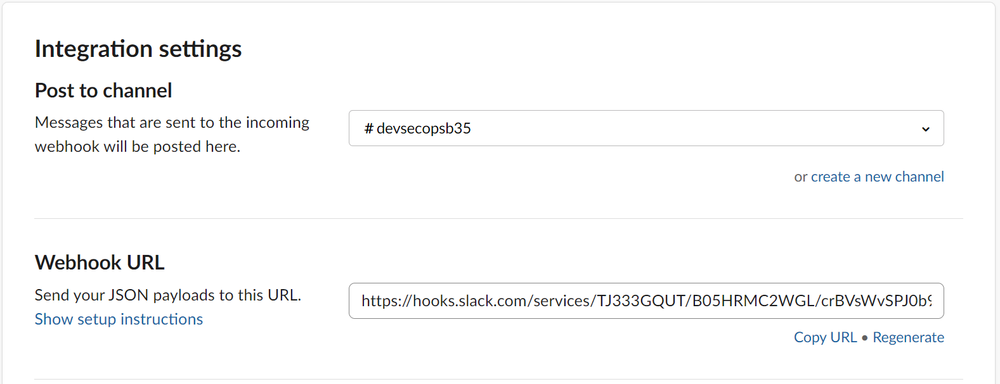 Integration settings
Post to channel
Messages that are sent to the incoming
webhook will be posted here.
# devsecopsb35
or create a new channel
Webhook URL
Send your JSON payloads to this URL.
Show setup instructions
https://hooks.slack.com/services/TJ333GQUT/B05HRMC2WGL/crBVsWvSPJ0b9
Copy URL • Regenerate